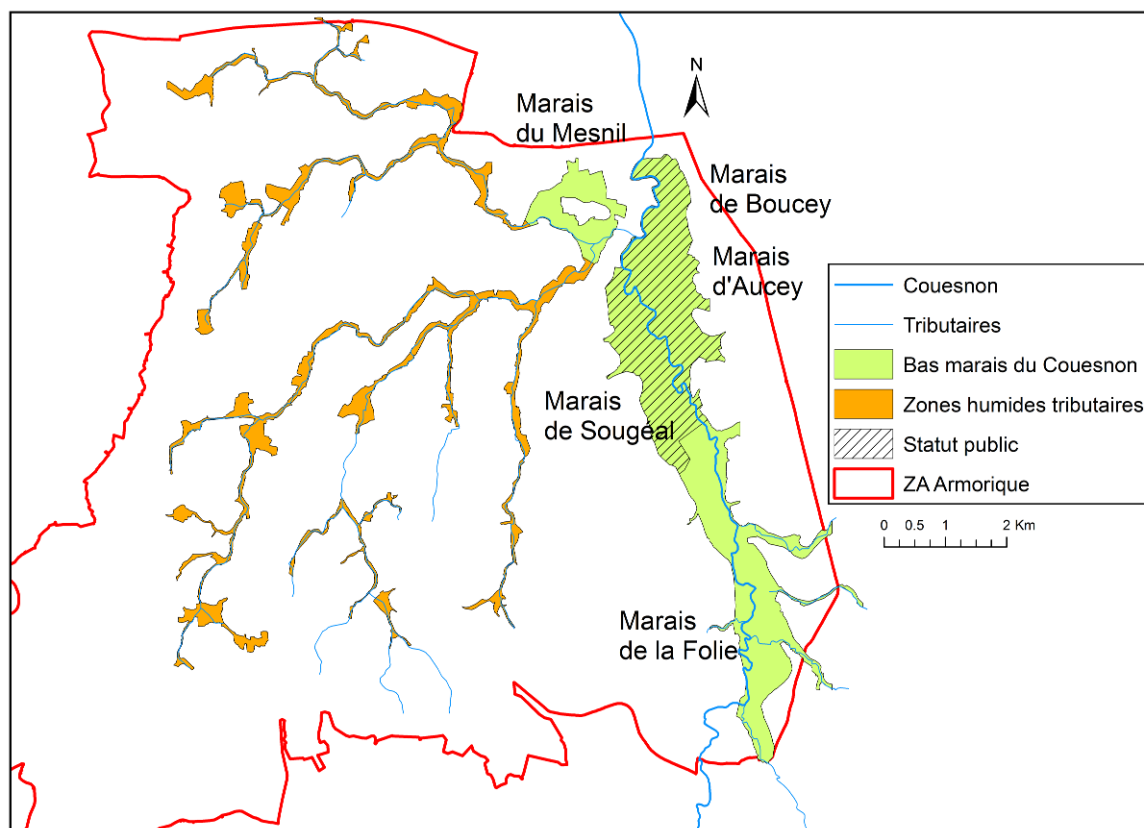 N
Marais
du Mesnil
Marais
de Boucey
Marais
d'Aucey
Marais
de Sougéal
Marais
de la Folie
Couesnon
Tributaires
Bas marais du Couesnon
Zones humides tributaires
Statut public
ZA Armorique
0 0.5 1 2 Km